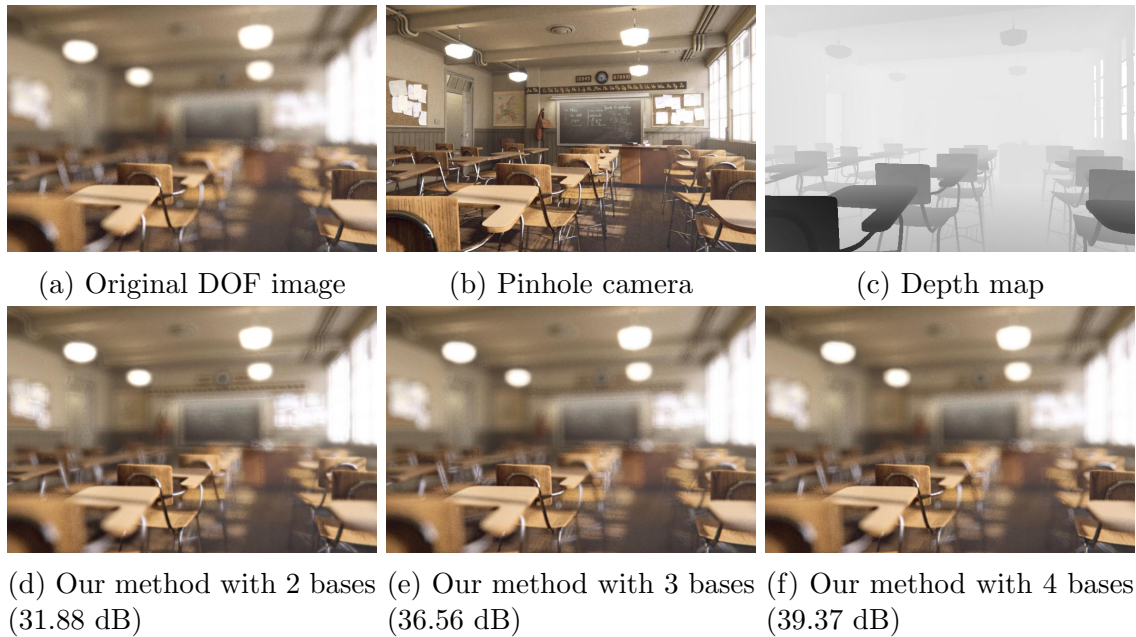 (a) Original DOF image
(b) Pinhole camera
(c) Depth map
(d) Our method with 2 bases
(31.88 dB)
(e) Our method with 3 bases
(36.56 dB)
(f) Our method with 4 bases
(39.37 dB)